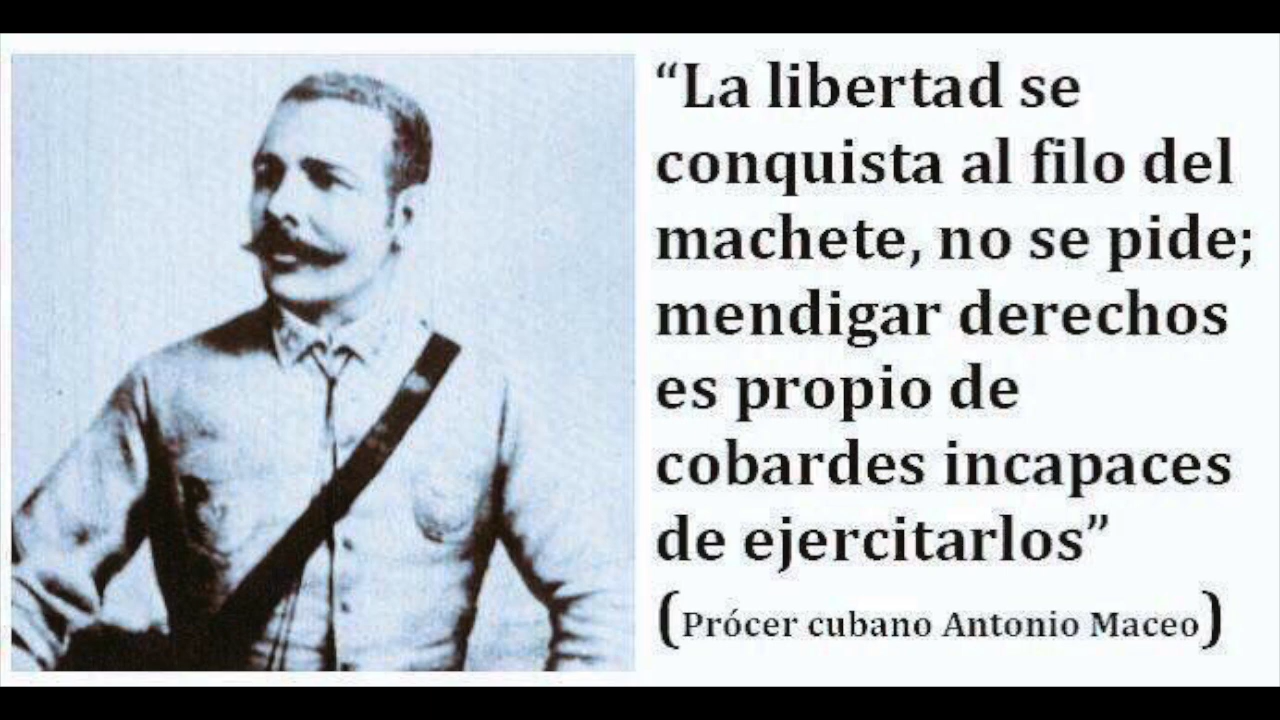 “La libertad se
conquista al filo del
machete, no se pide;
mendigar derechos
es propio de
cobardes incapaces
de ejercitarlos”
(Prócer cubano Antonio Maceo)